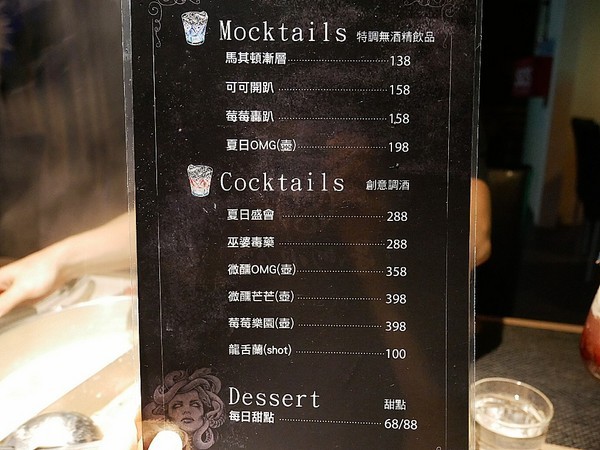 Mocktails 特調無酒精飲品
馬其頓漸層 138
可可開趴 158
莓莓轟趴 158
夏日OMG(壺) 198
Cocktails 創意調酒
夏日盛會 288
巫婆毒藥 288
微醺OMG(壺) 358
微醺芒芒(壺) 398
莓莓樂園(壺) 398
龍舌蘭(shot) 100
Dessert 甜點
每日甜點 68/88